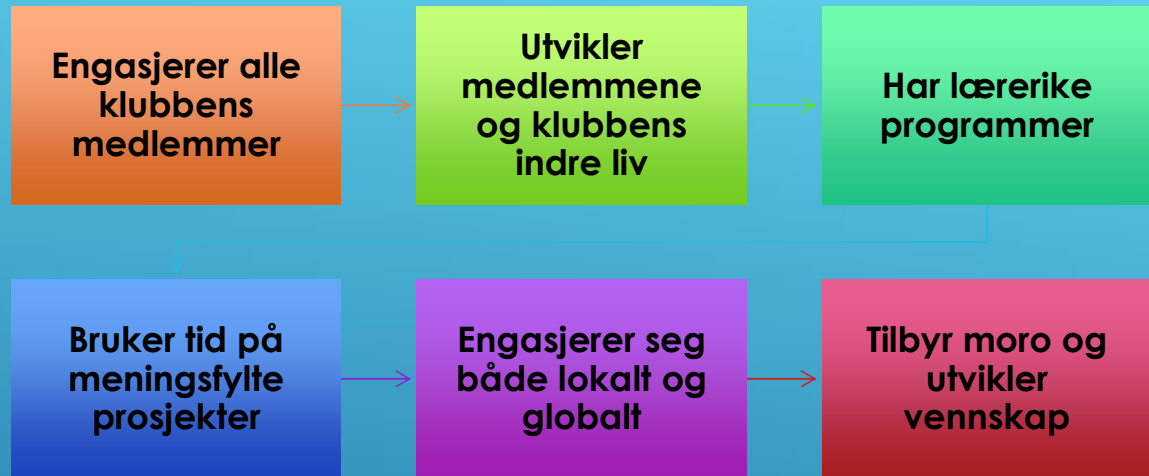 Engasjerer alle
klubbens
medlemmer
Utvikler
medlemmene
og klubbens
indre liv
Har lærerike
programmer
Bruker tid på
meningsfylte
prosjekter
Engasjerer seg
både lokalt og
globalt
Tilbyr moro og
utvikler
vennskap